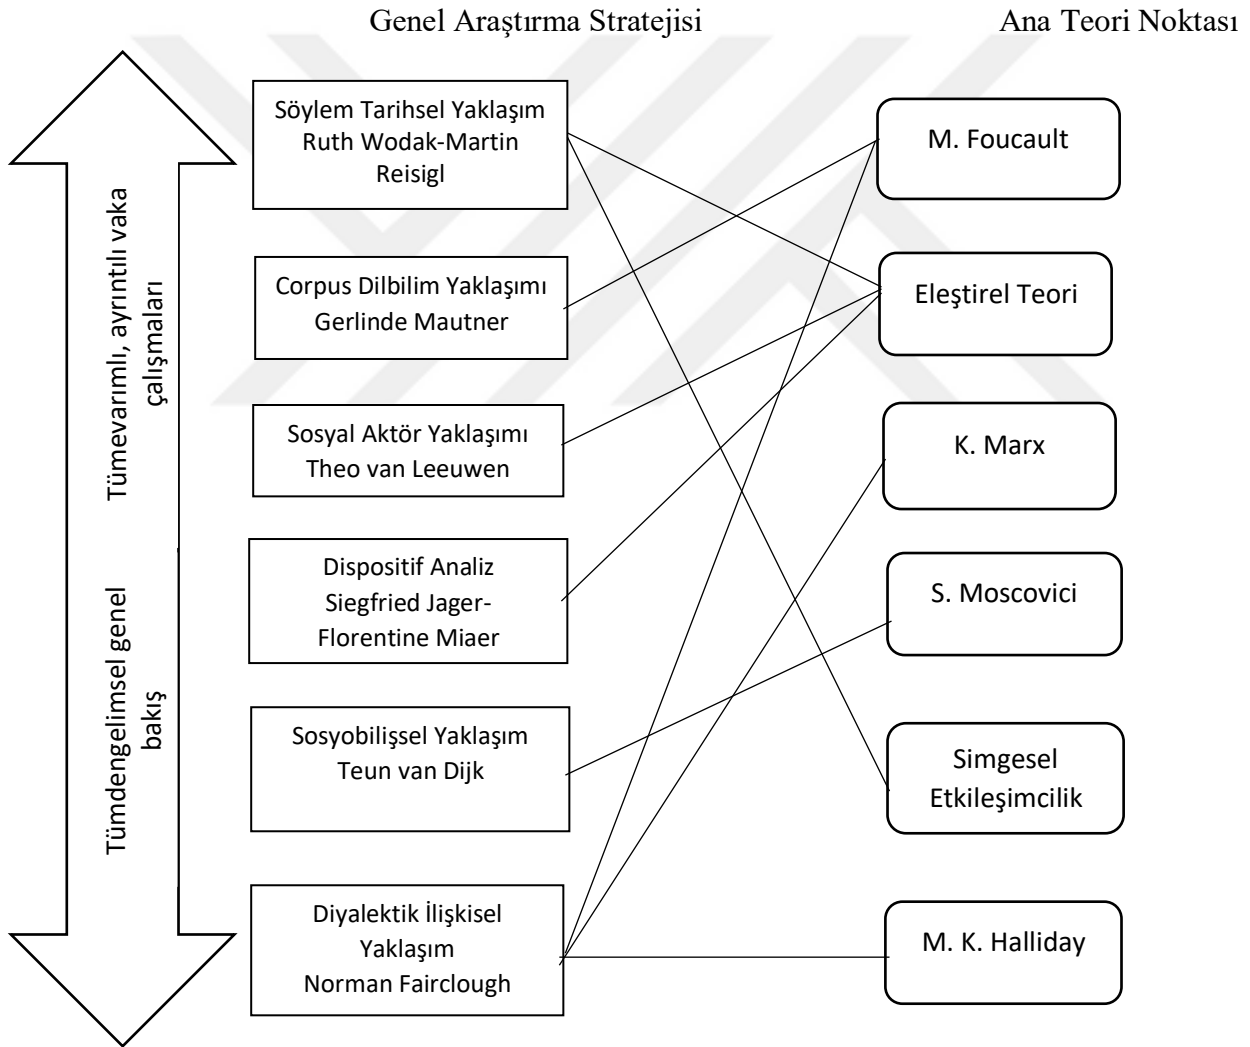 Genel Araştırma Stratejisi
Ana Teori Noktası
Tümevarımlı, ayrıntılı vaka
çalışmaları
Tümdengelimsel genel
bakış
Söylem Tarihsel Yaklaşım
Ruth Wodak-Martin
Reisigl
Corpus Dilbilim Yaklaşımı
Gerlinde Mautner
Sosyal Aktör Yaklaşımı
Theo van Leeuwen
Dispositif Analiz
Siegfried Jager-
Florentine Miaer
Sosyobilişsel Yaklaşım
Teun van Dijk
Diyalektik İlişkisel
Yaklaşım
Norman Fairclough
M. Foucault
Eleştirel Teori
K. Marx
S. Moscovici
Simgesel
Etkileşimcilik
M. K. Halliday